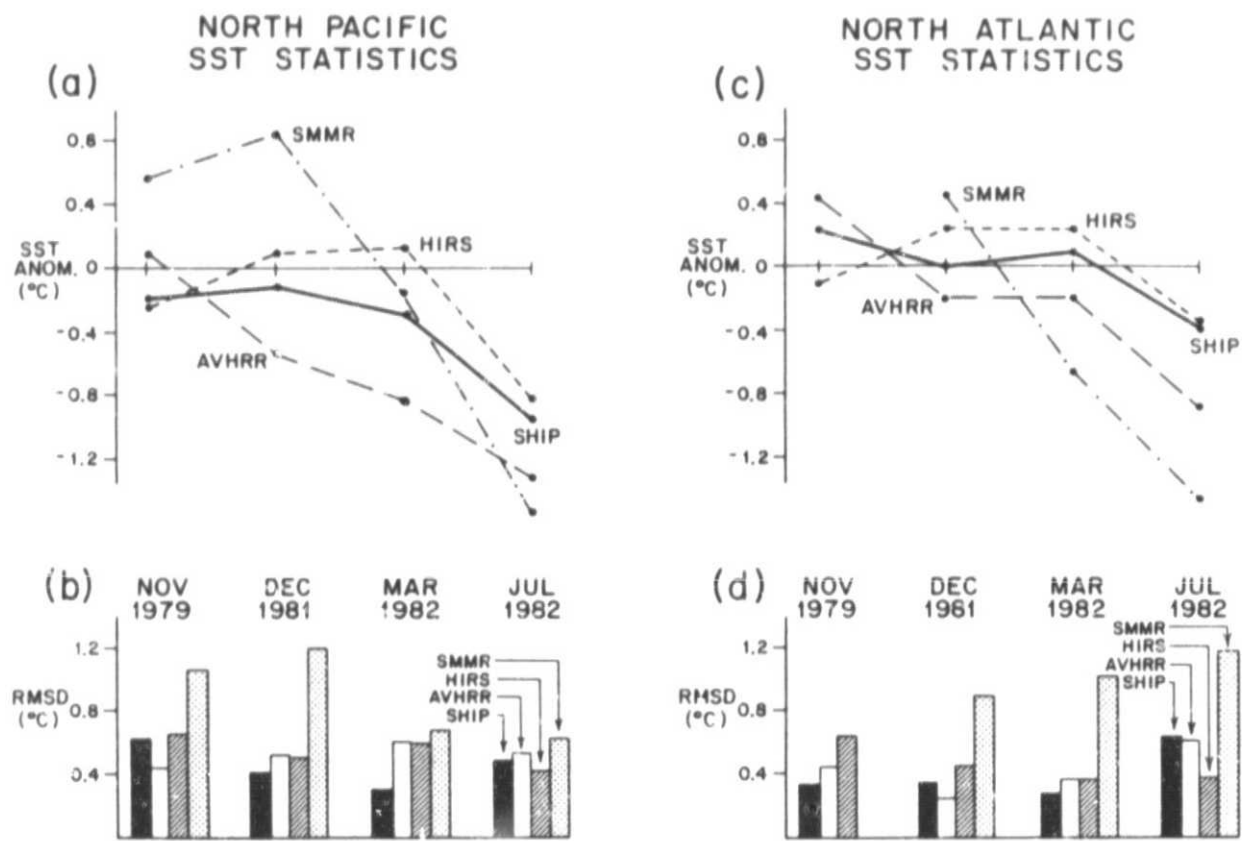 NORTH PACIFIC
SST STATISTICS
(a)
0.8
0.4
SST
ANOM. 0
(°C)
-0.4
-0.8
-1.2
SMMR
HIRS
AVHRR
SHIP
(b)
NOV
1979
DEC
1981
MAR
1982
JUL
1982
1.2
RMSD 0.8
(°C)
0.4
SMMR
HIRS
AVHRR
SHIP
NORTH ATLANTIC
SST STATISTICS
(c)
0.8
0.4
SST
ANOM. 0
(°C)
-0.4
-0.8
-1.2
SMMR
HIRS
AVHRR
SHIP
(d)
NOV
1979
DEC
1961
MAR
1982
JUL
1982
1.2
RMSD 0.8
(°C)
0.4
SMMR
HIRS
AVHRR
SHIP